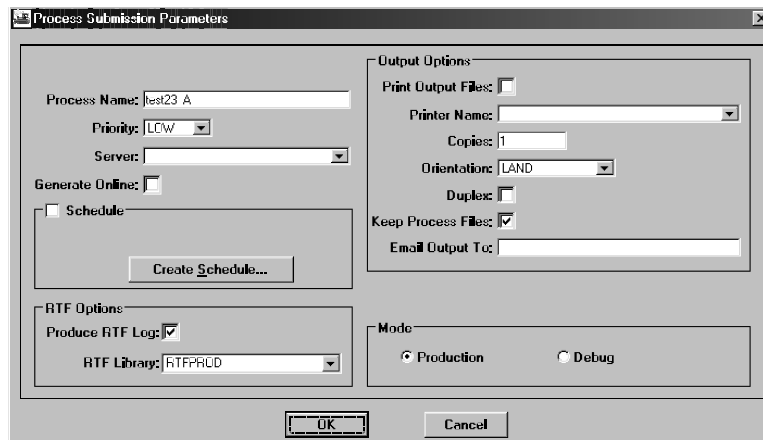 Process Submission Parameters
Process Name: test23 A
Priority: LOW
Server:
Generate Online:
Schedule
Create Schedule...
RTF Options
Produce RTF Log:
RTF Library: RTFPROD
Output Options
Print Output Files:
Printer Name:
Copies: 1
Orientation: LAND
Duplex:
Keep Process Files:
Email Output To:
Mode
Production
Debug
OK
Cancel